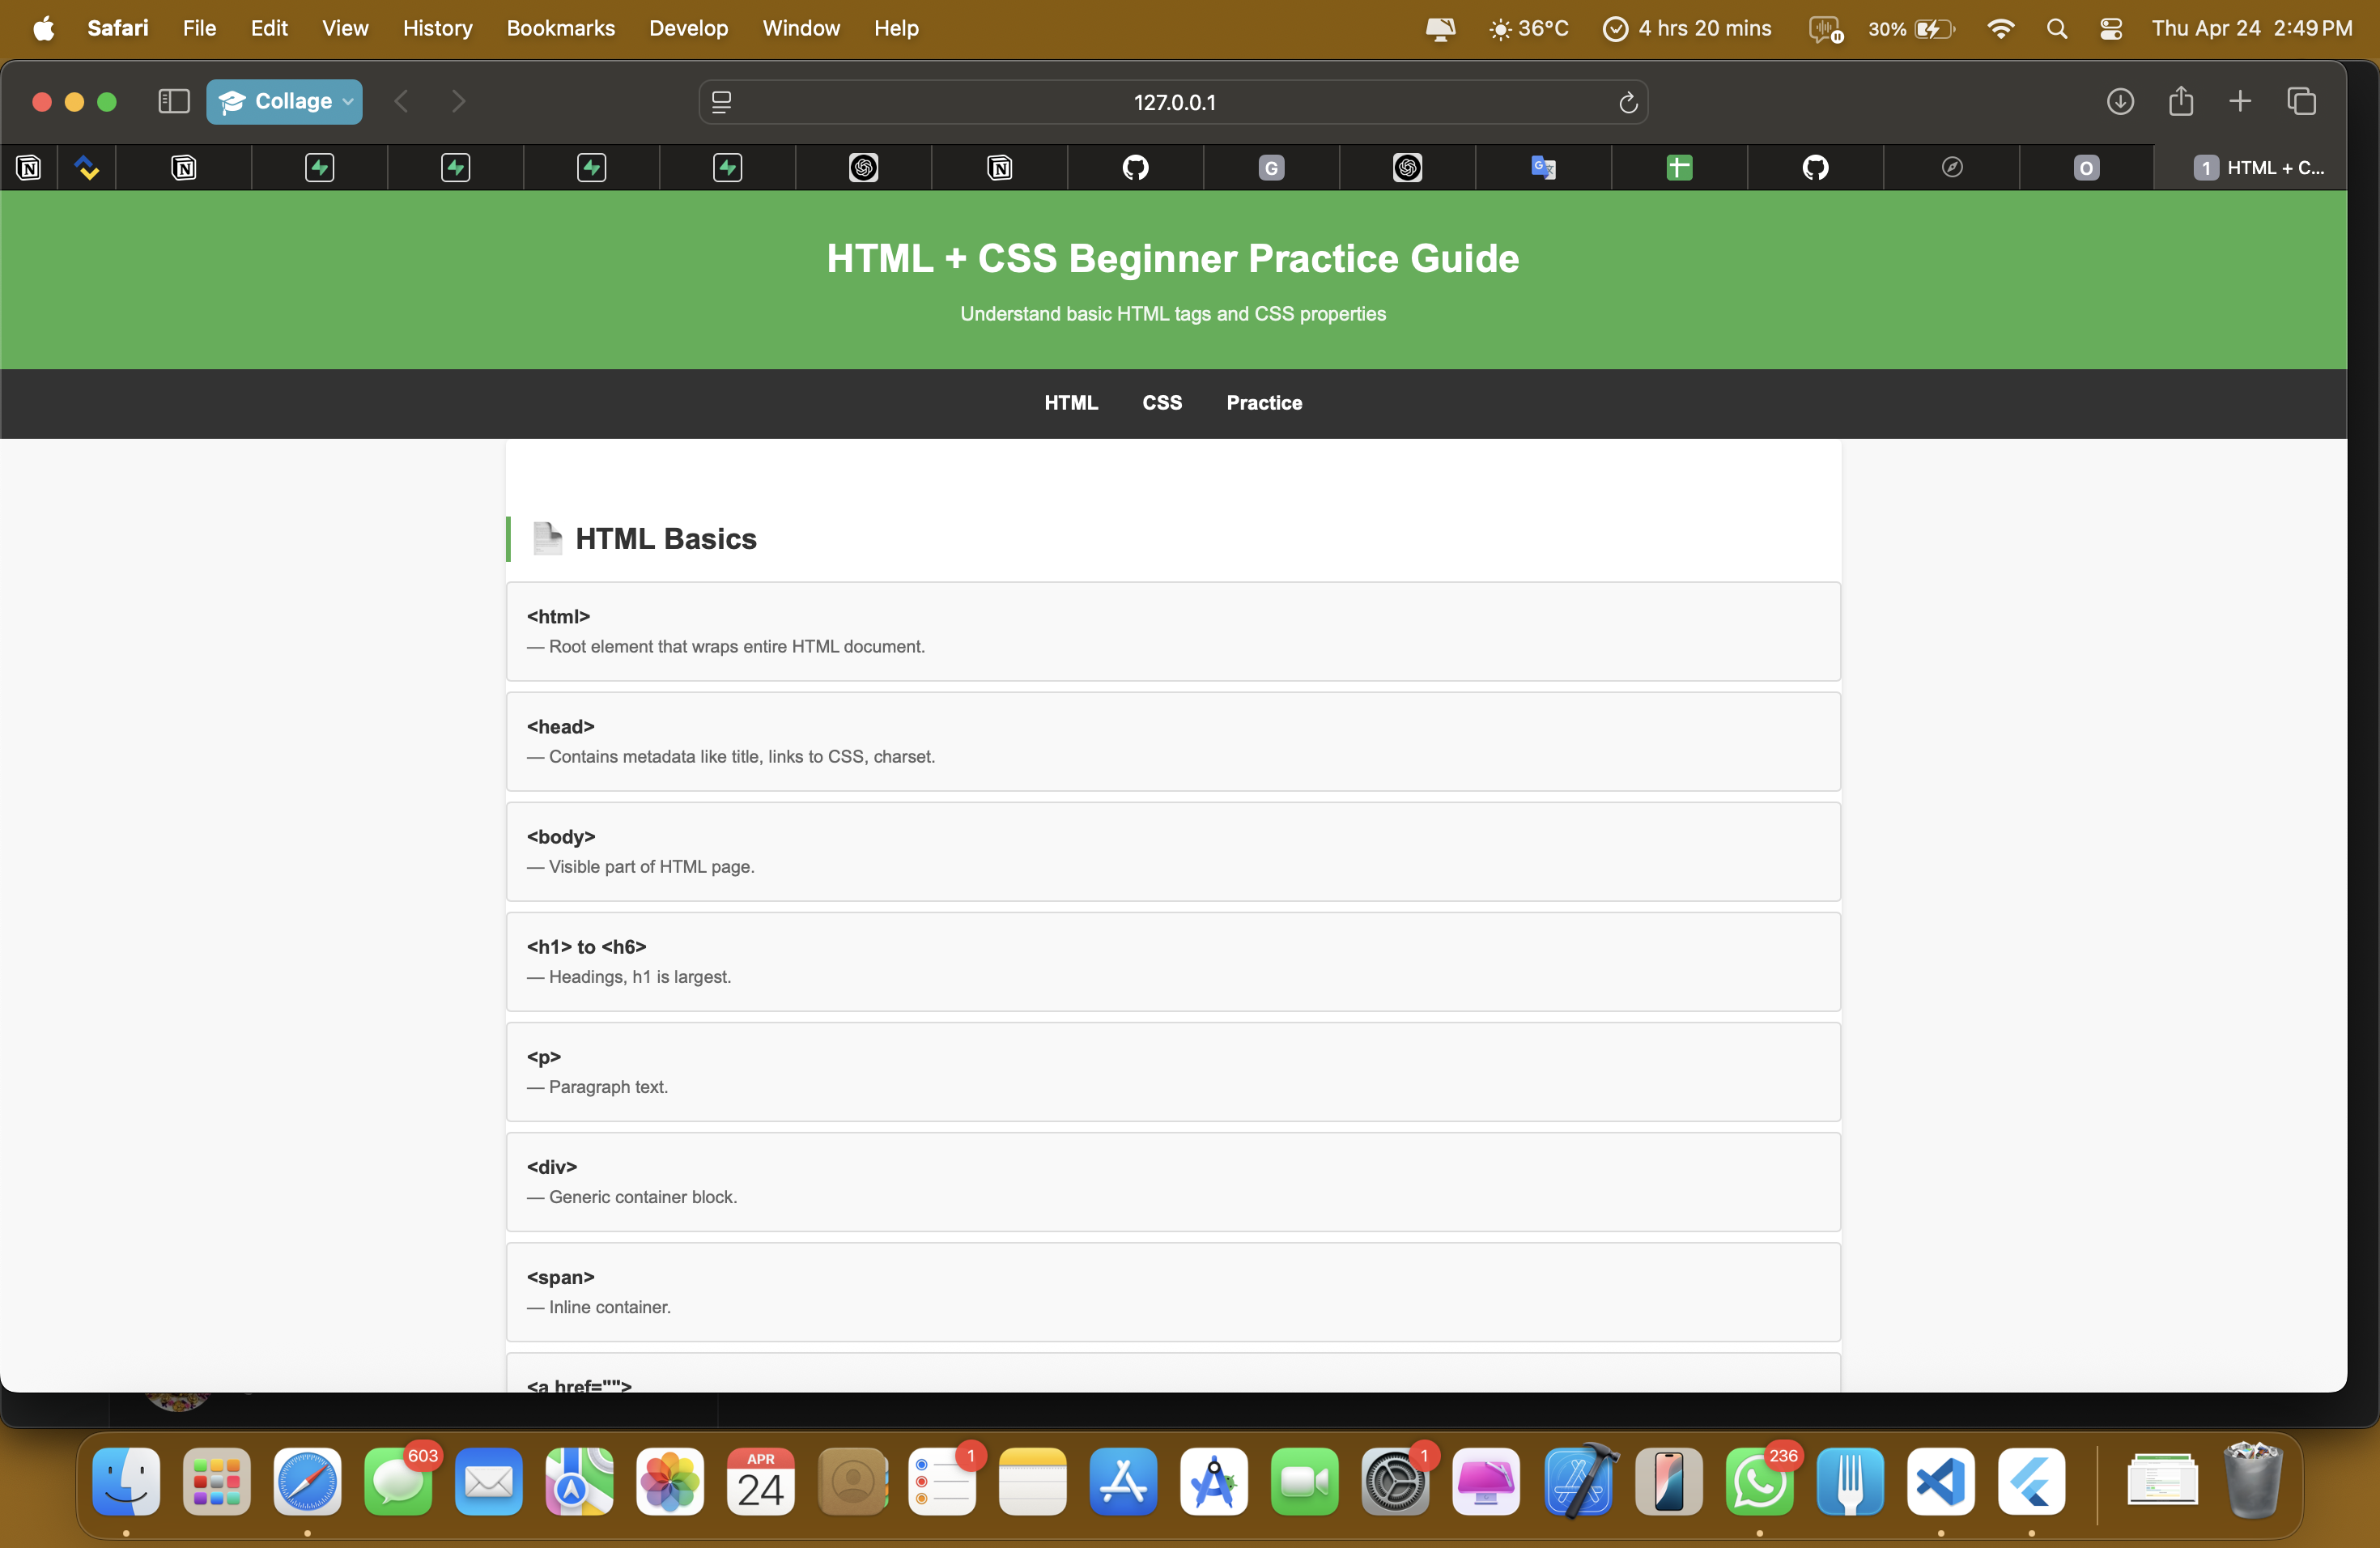 Safari File Edit View History Bookmarks Develop Window Help 36°C 4 hrs 20 mins 30% Thu Apr 24 2:49 PM
Collage 127.0.0.1
G O 1 HTML + C...
HTML + CSS Beginner Practice Guide
Understand basic HTML tags and CSS properties
HTML CSS Practice
HTML Basics
<html>
— Root element that wraps entire HTML document.
<head>
— Contains metadata like title, links to CSS, charset.
<body>
— Visible part of HTML page.
<h1> to <h6>
— Headings, h1 is largest.
<p>
— Paragraph text.
<div>
— Generic container block.
<span>
— Inline container.
<a href="">
603 APR 24 1 1 236